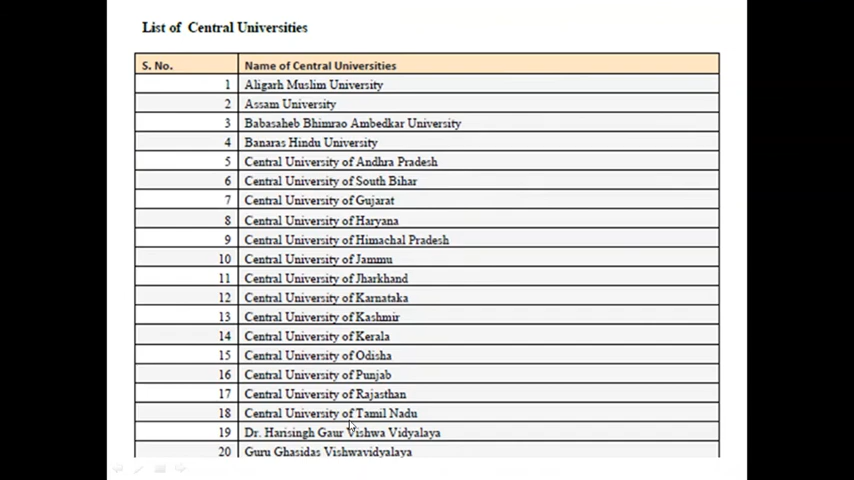 List of Central Universities
S. No. Name of Central Universities
1 Aligarh Muslim University
2 Assam University
3 Babasaheb Bhimrao Ambedkar University
4 Banaras Hindu University
5 Central University of Andhra Pradesh
6 Central University of South Bihar
7 Central University of Gujarat
8 Central University of Haryana
9 Central University of Himachal Pradesh
10 Central University of Jammu
11 Central University of Jharkhand
12 Central University of Karnataka
13 Central University of Kashmir
14 Central University of Kerala
15 Central University of Odisha
16 Central University of Punjab
17 Central University of Rajasthan
18 Central University of Tamil Nadu
19 Dr. Harisingh Gaur Vishwa Vidyalaya
20 Guru Ghasidas Vishwavidyalaya